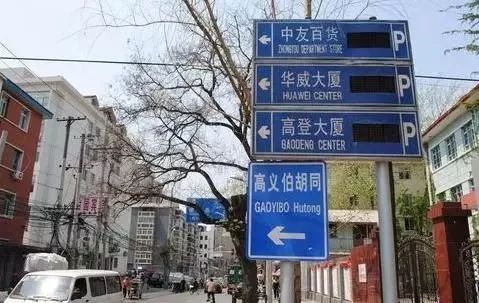 中友百货
ZHONGYOU DEPARTMENT STORE
P
华威大厦
HUAWEI CENTER
P
高登大厦
GAODENG CENTER
P
高义伯胡同
GAOYIBO Hutong